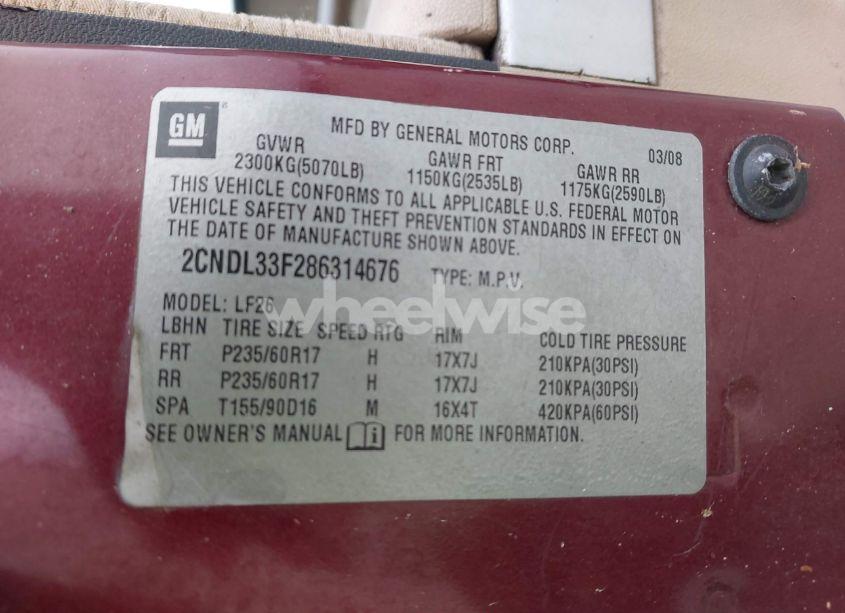 GM
MFD BY GENERAL MOTORS CORP. 03/08
GVWR GAWR FRT GAWR RR
2300KG(5070LB) 1150KG(2535LB) 1175KG(2590LB)
THIS VEHICLE CONFORMS TO ALL APPLICABLE U.S. FEDERAL MOTOR
VEHICLE SAFETY AND THEFT PREVENTION STANDARDS IN EFFECT ON
THE DATE OF MANUFACTURE SHOWN ABOVE.
2CNDL33F286314676 TYPE: M.P.V.
wheelwise
MODEL: LF26
LBHN TIRE SIZE SPEED RTG RIM COLD TIRE PRESSURE
FRT P235/60R17 H 17X7J 210KPA(30PSI)
RR P235/60R17 H 17X7J 210KPA(30PSI)
SPA T155/90D16 M 16X4T 420KPA(60PSI)
SEE OWNER'S MANUAL FOR MORE INFORMATION.